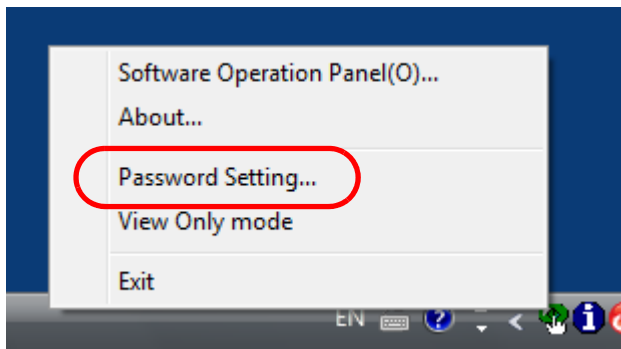 Software Operation Panel(O)...
About...
Password Setting...
View Only mode
Exit
EN